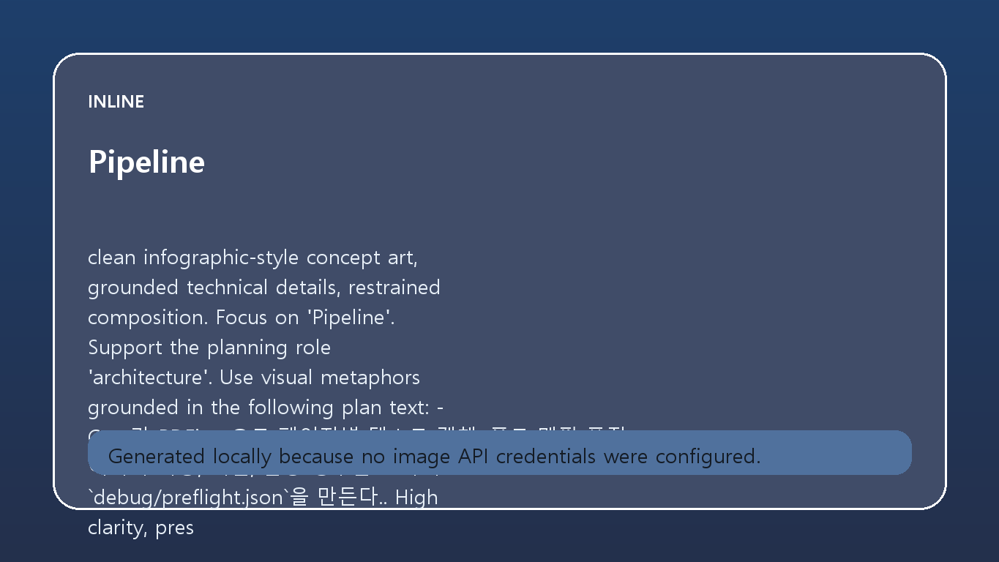 INLINE
Pipeline
clean infographic-style concept art,
grounded technical details, restrained
composition. Focus on 'Pipeline'.
Support the planning role
'architecture'. Use visual metaphors
grounded in the following plan text: -
Generated locally because no image API credentials were configured.
`debug/preflight.json`을 만든다.. High
clarity, pres